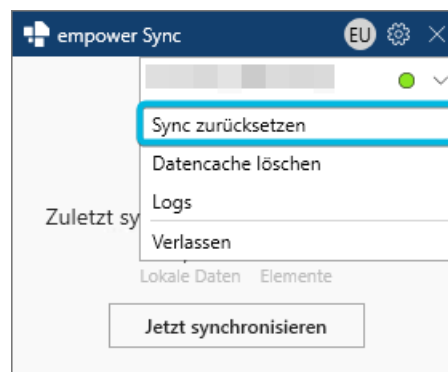 empower Sync EU
Sync zurücksetzen
Datencache löschen
Logs
Zuletzt sy
Verlassen
Lokale Daten Elemente
Jetzt synchronisieren